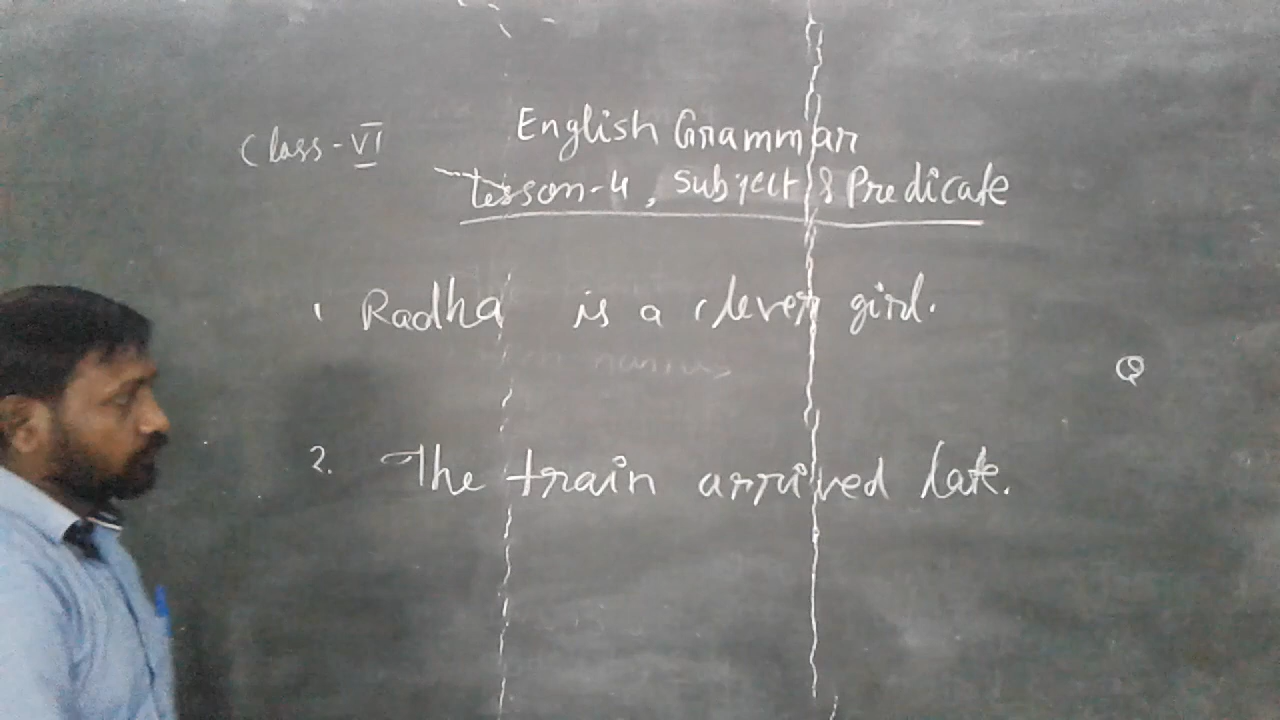 English Grammar
Class-VI
Lesson-4, Subject & Predicate
1 Radha is a clever girl.
2. The train arrived late.